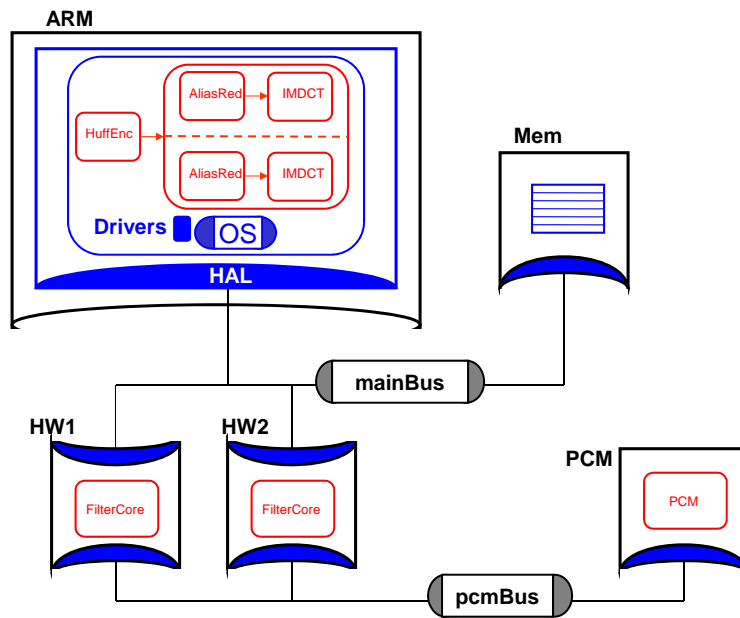 ARM
AliasRed
IMDCT
HuffEnc
AliasRed
IMDCT
Drivers
OS
HAL
Mem
mainBus
HW1
HW2
PCM
FilterCore
FilterCore
PCM
pcmBus